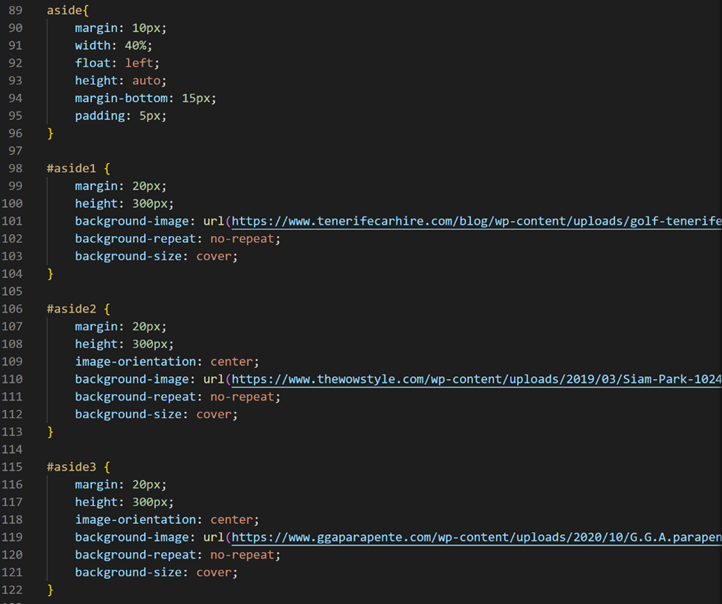 89 aside{
90 margin: 10px;
91 width: 40%;
92 float: left;
93 height: auto;
94 margin-bottom: 15px;
95 padding: 5px;
96 }
97
98 #aside1 {
99 margin: 20px;
100 height: 300px;
101 background-image: url(https://www.tenerifecarhire.com/blog/wp-content/uploads/golf-tenerife
102 background-repeat: no-repeat;
103 background-size: cover;
104 }
105
106 #aside2 {
107 margin: 20px;
108 height: 300px;
109 image-orientation: center;
110 background-image: url(https://www.thewowstyle.com/wp-content/uploads/2019/03/Siam-Park-1024
111 background-repeat: no-repeat;
112 background-size: cover;
113 }
114
115 #aside3 {
116 margin: 20px;
117 height: 300px;
118 image-orientation: center;
119 background-image: url(https://www.ggaparapente.com/wp-content/uploads/2020/10/G.G.A.parapen
120 background-repeat: no-repeat;
121 background-size: cover;
122 }